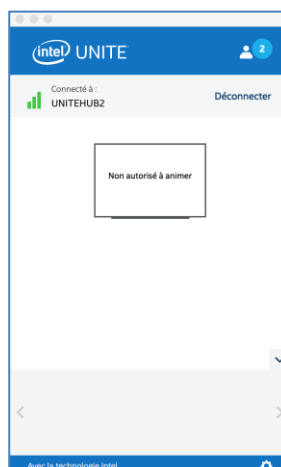 intel UNITE
2
Connecté à :
UNITEHUB2
Déconnecter
Non autorisé à animer
Avec la technologie Intel